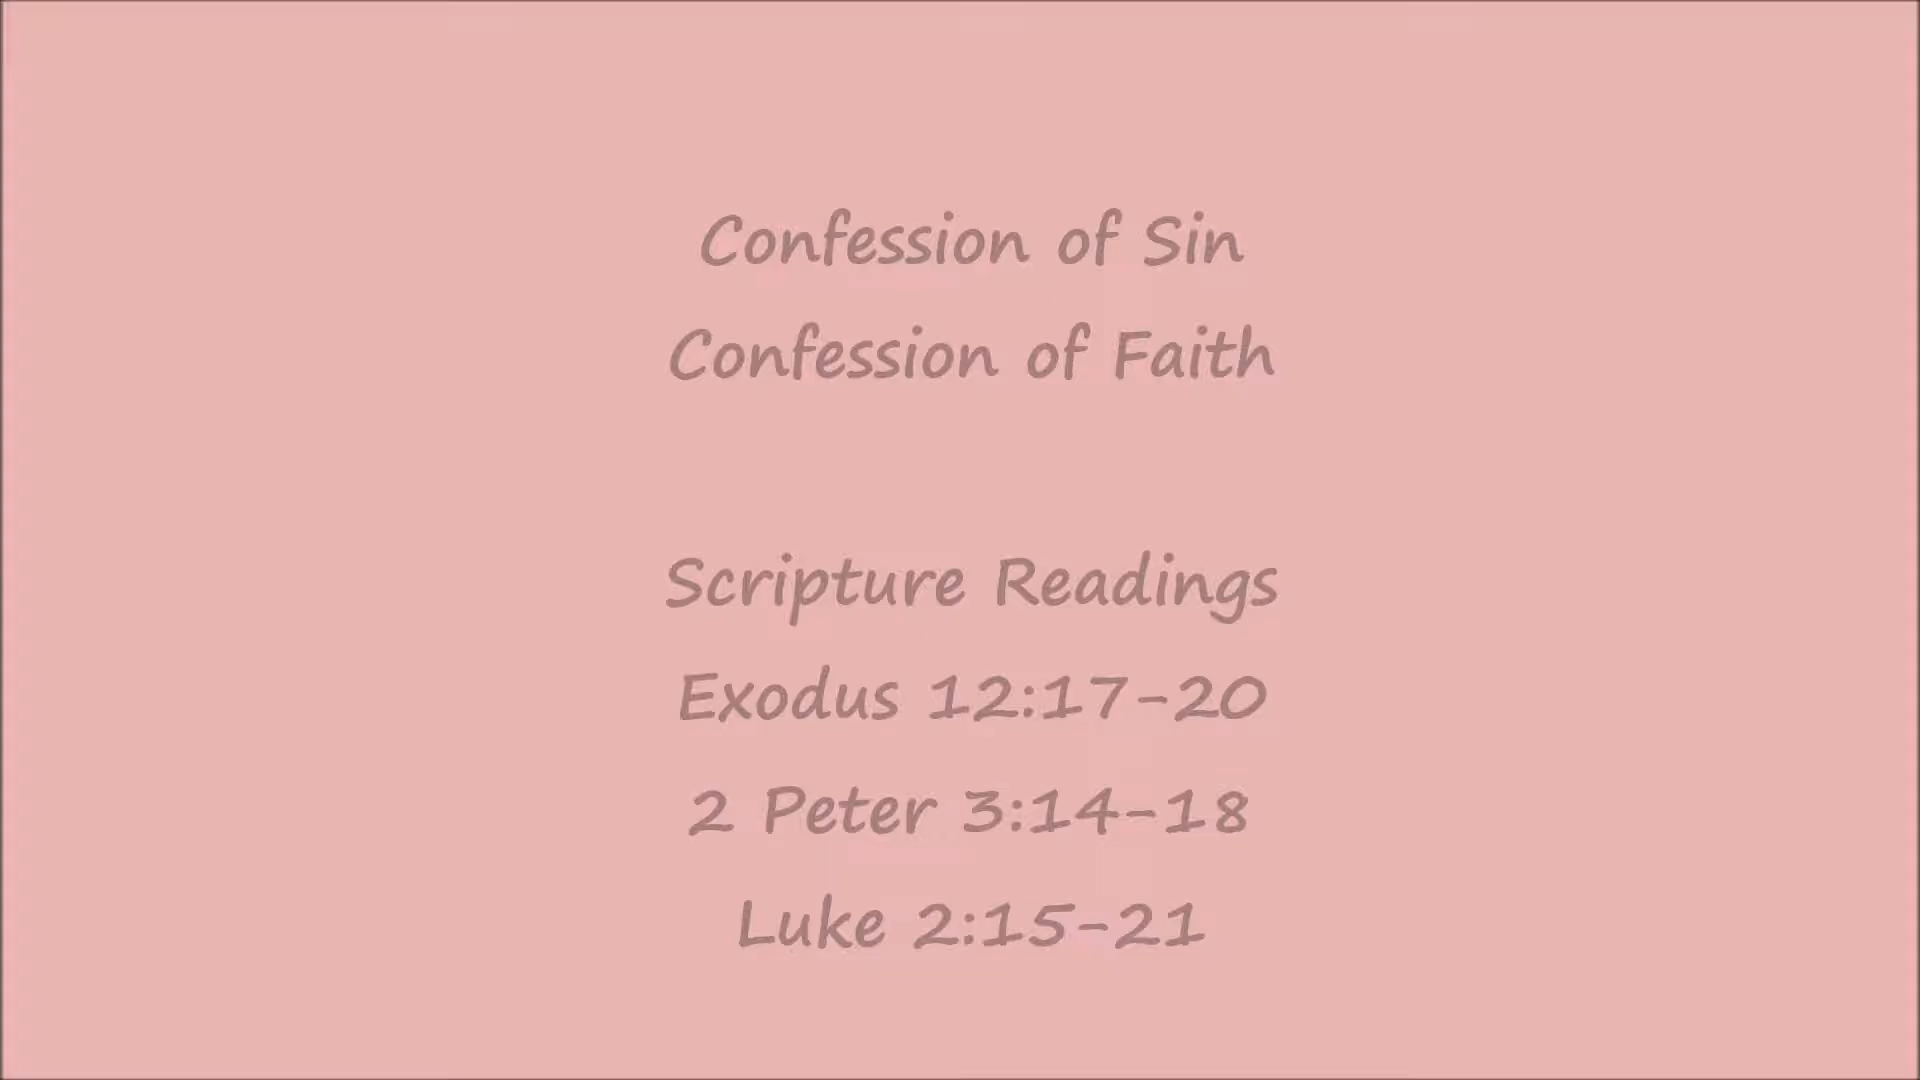 Confession of Sin
Confession of Faith
Scripture Readings
Exodus 12:17-20
2 Peter 3:14-18
Luke 2:15-21